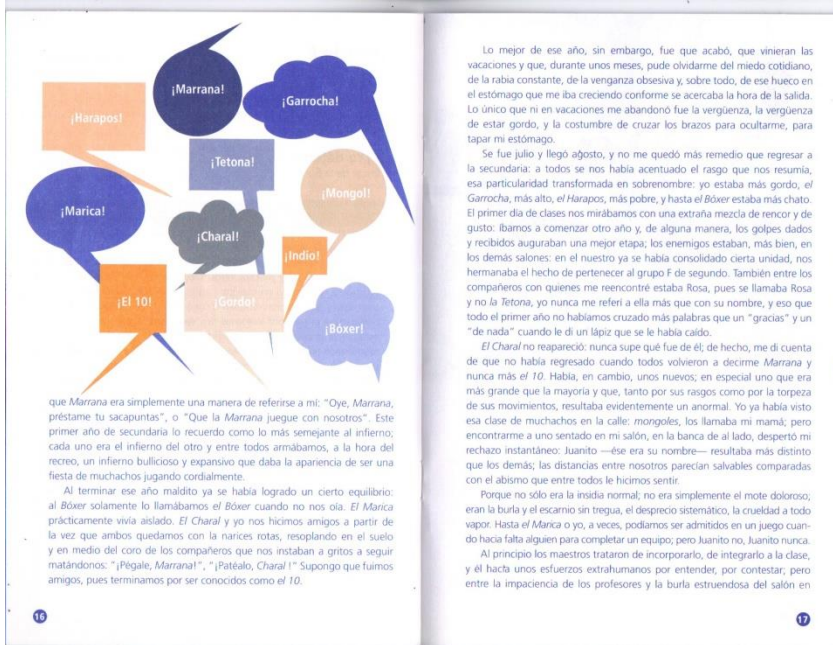 ¡Marrana!
¡Garrocha!
¡Harapos!
¡Tetona!
¡Mongol!
¡Marica!
¡Charal!
¡Indio!
¡El 10!
¡Gordo!
¡Bóxer!
que Marrana era simplemente una manera de referirse a mí: "Oye, Marrana,
préstame tu sacapuntas", o "Que la Marrana juegue con nosotros". Este
primer año de secundaria lo recuerdo como lo más semejante al infierno;
cada uno era el infierno del otro y entre todos armábamos, a la hora del
recreo, un infierno bullicioso y expansivo que daba la apariencia de ser una
fiesta de muchachos jugando cordialmente.
Al terminar ese año maldito ya se había logrado un cierto equilibrio:
al Bóxer solamente lo llamábamos el Bóxer cuando no nos oía. El Marica
prácticamente vivía aislado. El Charal y yo nos hicimos amigos a partir de
la vez que ambos quedamos con la narices rotas, resoplando en el suelo
y en medio del coro de los compañeros que nos instaban a gritos a seguir
matándonos: "¡Pégale, Marrana!", "¡Patéalo, Charal !" Supongo que fuimos
amigos, pues terminamos por ser conocidos como el 10.
16
Lo mejor de ese año, sin embargo, fue que acabó, que vinieran las
vacaciones y que, durante unos meses, pude olvidarme del miedo cotidiano,
de la rabia constante, de la venganza obsesiva y, sobre todo, de ese hueco en
el estómago que me iba creciendo conforme se acercaba la hora de la salida.
Lo único que ni en vacaciones me abandonó fue la vergüenza, la vergüenza
de estar gordo, y la costumbre de cruzar los brazos para ocultarme, para
tapar mi estómago.
Se fue julio y llegó agosto, y no me quedó más remedio que regresar a
la secundaria: a todos se nos había acentuado el rasgo que nos resumía,
esa particularidad transformada en sobrenombre: yo estaba más gordo, el
Garrocha, más alto, el Harapos, más pobre, y hasta el Bóxer estaba más chato.
El primer día de clases nos mirábamos con una extraña mezcla de rencor y de
gusto: íbamos a comenzar otro año y, de alguna manera, los golpes dados
y recibidos auguraban una mejor etapa; los enemigos estaban, más bien, en
los demás salones: en el nuestro ya se había consolidado cierta unidad, nos
hermanaba el hecho de pertenecer al grupo F de segundo. También entre los
compañeros con quienes me reencontré estaba Rosa, pues se llamaba Rosa
y no la Tetona, yo nunca me referí a ella más que con su nombre, y eso que
todo el primer año no habíamos cruzado más palabras que un "gracias" y un
"de nada" cuando le di un lápiz que se le había caído.
El Charal no reapareció: nunca supe qué fue de él; de hecho, me di cuenta
de que no había regresado cuando todos volvieron a decirme Marrana y
nunca más el 10. Había, en cambio, unos nuevos; en especial uno que era
más grande que la mayoría y que, tanto por sus rasgos como por la torpeza
de sus movimientos, resultaba evidentemente un anormal. Yo ya había visto
esa clase de muchachos en la calle: mongoles, los llamaba mi mamá; pero
encontrarme a uno sentado en mi salón, en la banca de al lado, despertó mi
rechazo instantáneo: Juanito —ése era su nombre— resultaba más distinto
que los demás; las distancias entre nosotros parecían salvables comparadas
con el abismo que entre todos le hicimos sentir.
Porque no sólo era la insidia normal; no era simplemente el mote doloroso;
eran la burla y el escarnio sin tregua, el desprecio sistemático, la crueldad a todo
vapor. Hasta el Marica o yo, a veces, podíamos ser admitidos en un juego cuan-
do hacía falta alguien para completar un equipo; pero Juanito no, Juanito nunca.
Al principio los maestros trataron de incorporarlo, de integrarlo a la clase,
y él hacía unos esfuerzos extrahumanos por entender, por contestar; pero
entre la impaciencia de los profesores y la burla estruendosa del salón en
17